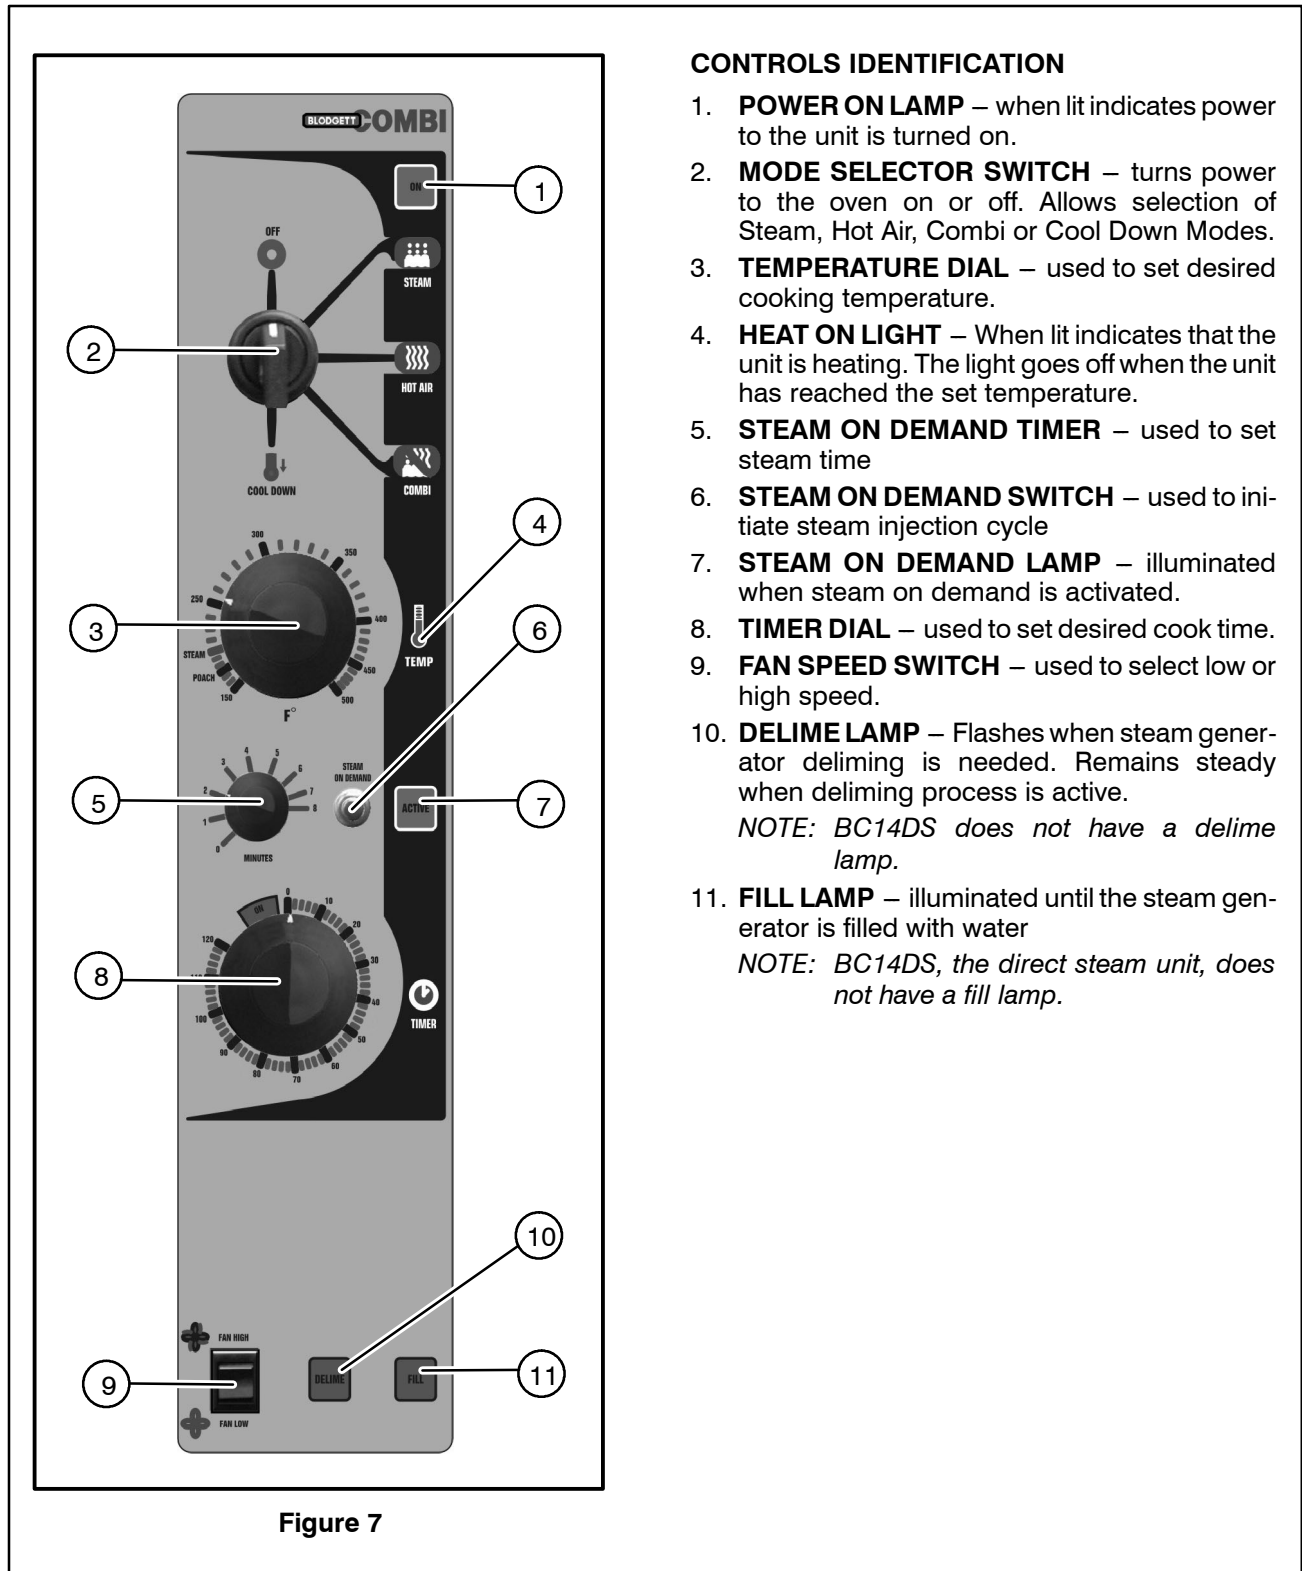 BLODGETT COMBI
ON
OFF
STEAM
HOT AIR
COMBI
COOL DOWN
300
350
250
400
STEAM
POACH
450
150
500
F°
TEMP
4
5
3
6
2
7
1
8
0
MINUTES
STEAM
ON DEMAND
ACTIVE
ON
0
10
120
20
30
40
100
50
90
60
80
70
TIMER
FAN HIGH
FAN LOW
DELIME
FILL
1
2
3
4
5
6
7
8
9
10
11
Figure 7
CONTROLS IDENTIFICATION
1. POWER ON LAMP – when lit indicates power
to the unit is turned on.
2. MODE SELECTOR SWITCH – turns power
to the oven on or off. Allows selection of
Steam, Hot Air, Combi or Cool Down Modes.
3. TEMPERATURE DIAL – used to set desired
cooking temperature.
4. HEAT ON LIGHT – When lit indicates that the
unit is heating. The light goes off when the unit
has reached the set temperature.
5. STEAM ON DEMAND TIMER – used to set
steam time
6. STEAM ON DEMAND SWITCH – used to ini-
tiate steam injection cycle
7. STEAM ON DEMAND LAMP – illuminated
when steam on demand is activated.
8. TIMER DIAL – used to set desired cook time.
9. FAN SPEED SWITCH – used to select low or
high speed.
10. DELIME LAMP – Flashes when steam gener-
ator deliming is needed. Remains steady
when deliming process is active.
NOTE: BC14DS does not have a delime
lamp.
11. FILL LAMP – illuminated until the steam gen-
erator is filled with water
NOTE: BC14DS, the direct steam unit, does
not have a fill lamp.